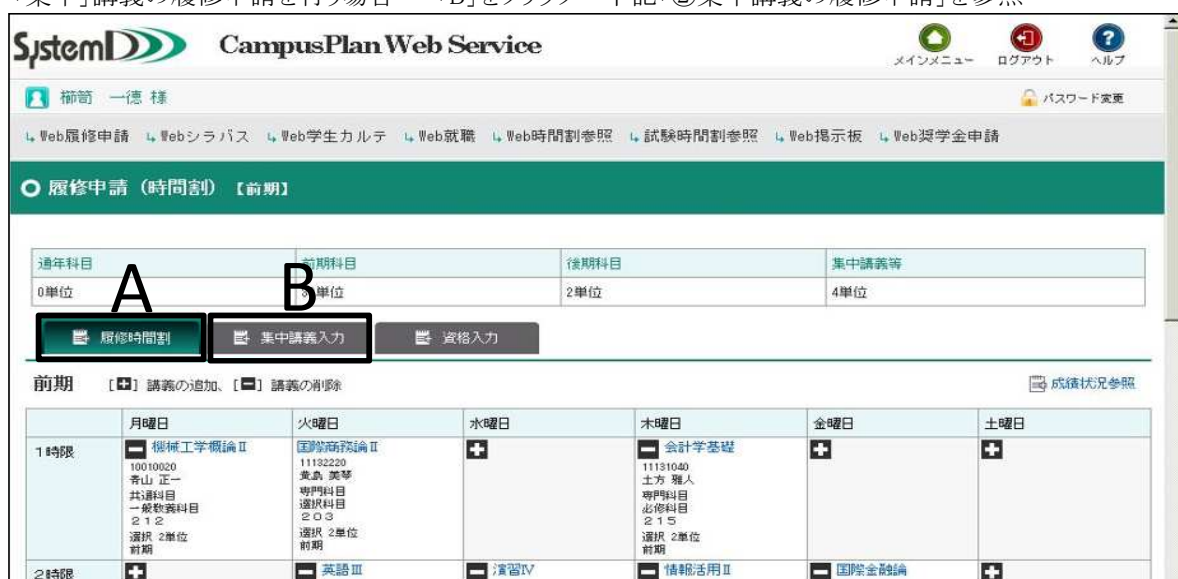 「集中」講義の履修申請を行う場合 「B」をクリック 下記「②集中講義の履修申請」を参照
SystemD CampusPlan Web Service
メインメニュー ログアウト ヘルプ
櫛笥 一徳 様 パスワード変更
Web履修申請 Webシラバス Web学生カルテ Web就職 Web時間割参照 試験時間割参照 Web掲示板 Web奨学金申請
履修申請（時間割）【前期】
通年科目 前期科目 後期科目 集中講義等
0単位 単位 2単位 4単位
A B
履修時間割 集中講義入力 資格入力
前期 [+] 講義の追加、[-] 講義の削除 成績状況参照
月曜日 火曜日 水曜日 木曜日 金曜日 土曜日
1時限 機械工学概論Ⅱ 国際商務論Ⅱ 会計学基礎
10010020 11132220 11131040
青山 正一 美琴 土方 雅人
共通科目 専門科目 専門科目
一般教養科目 選択科目 必修科目
212 203 215
選択 2単位 選択 2単位 選択 2単位
前期 前期 前期
2時限 英語Ⅲ 演習Ⅳ 情報活用Ⅱ 国際金融論